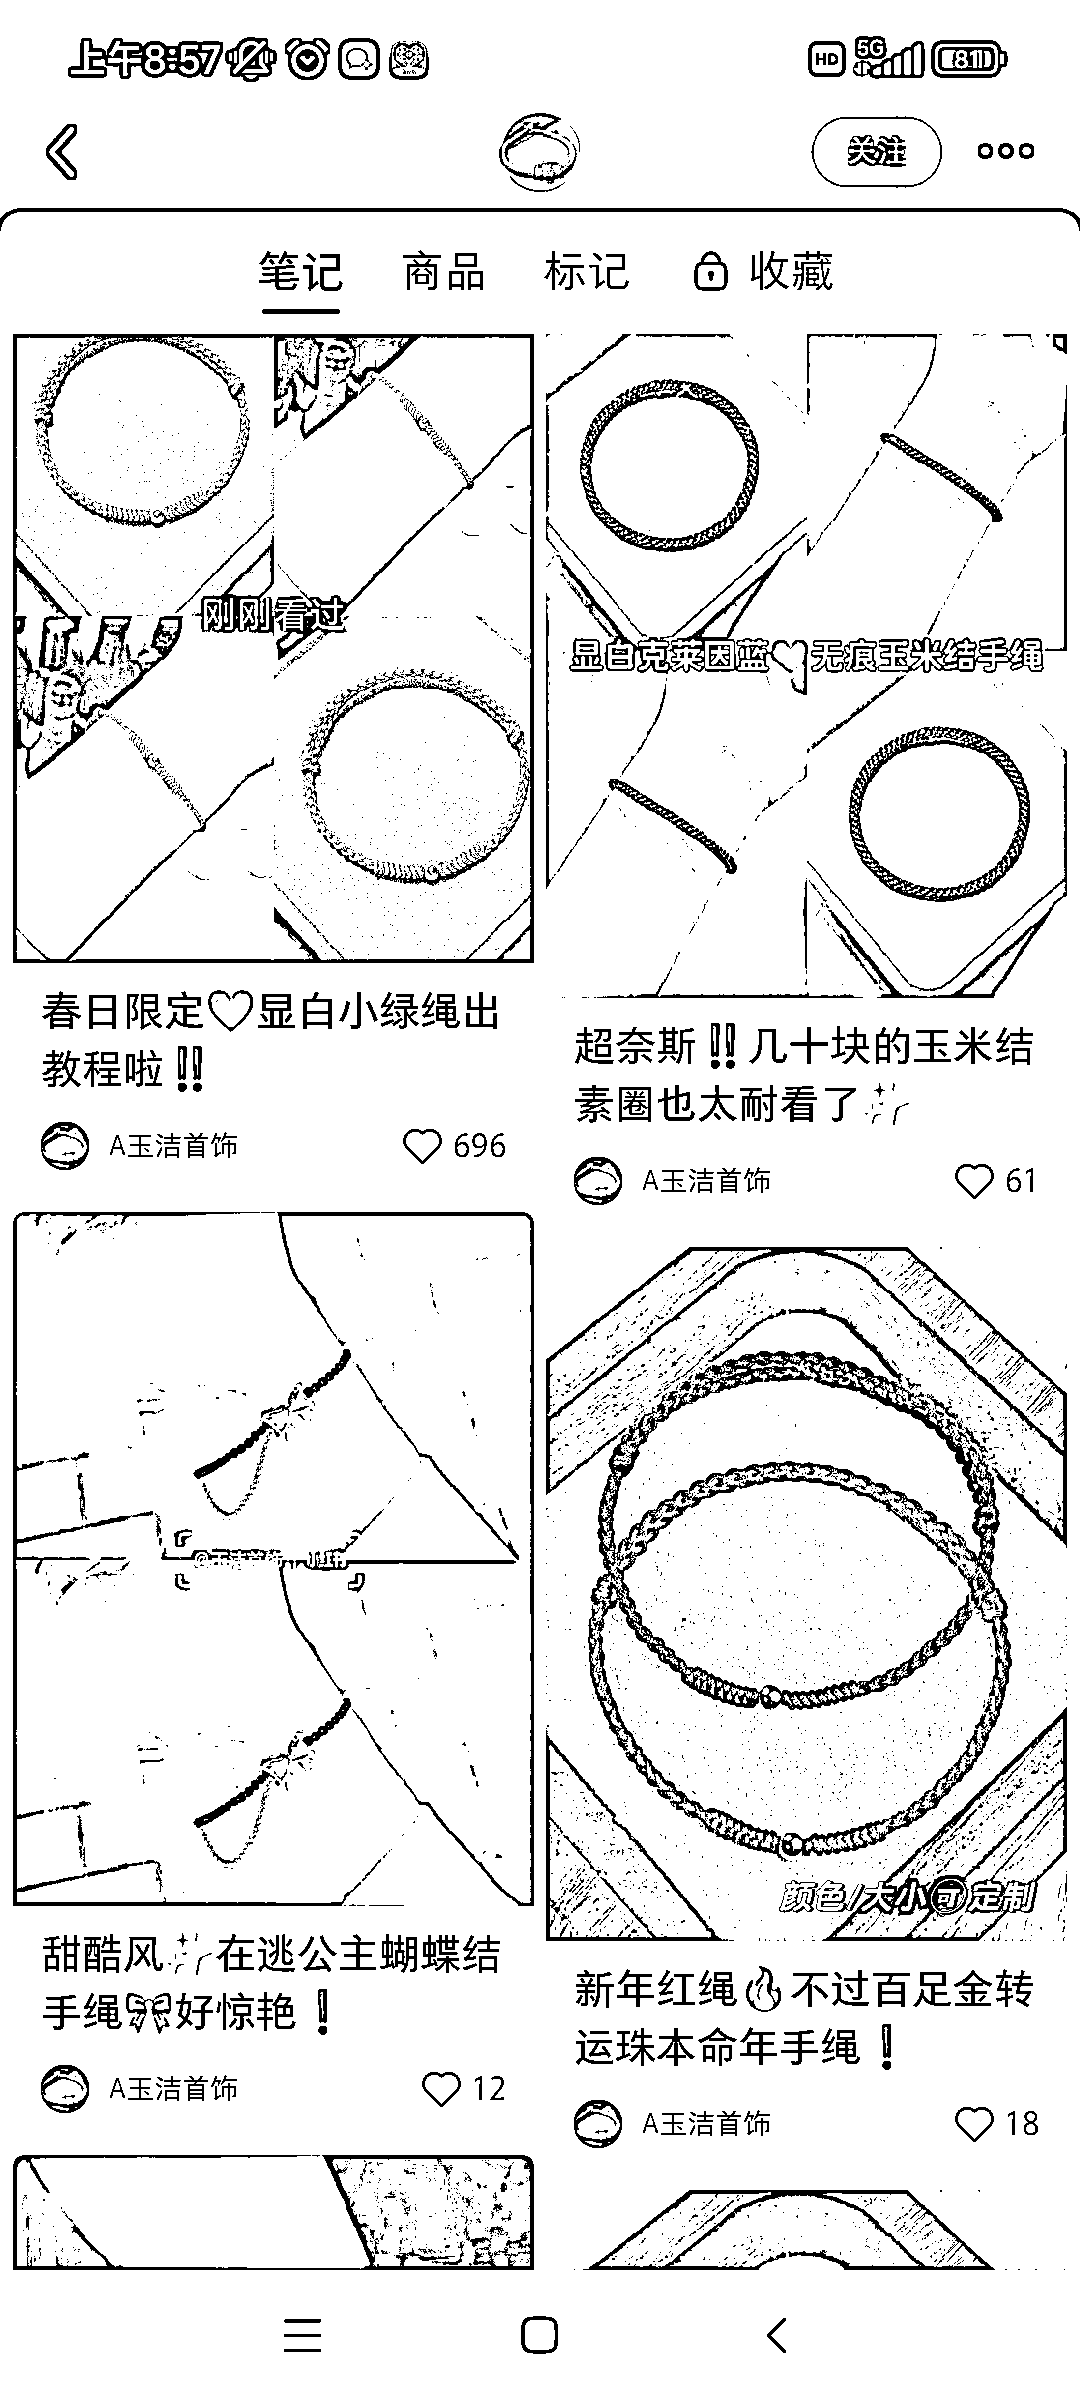 上午8:57
HD 5G 81
关注
笔记 商品 标记 收藏
刚刚看过
春日限定♡显白小绿绳出
教程啦‼
A玉洁首饰 696
显白克莱因蓝♡无痕玉米结手绳
超奈斯‼几十块的玉米结
素圈也太耐看了✨
A玉洁首饰 61
甜酷风✨在逃公主蝴蝶结
手绳🎀好惊艳❗
A玉洁首饰 12
颜色/大小可定制
新年红绳🔥不过百足金转
运珠本命年手绳❗
A玉洁首饰 18